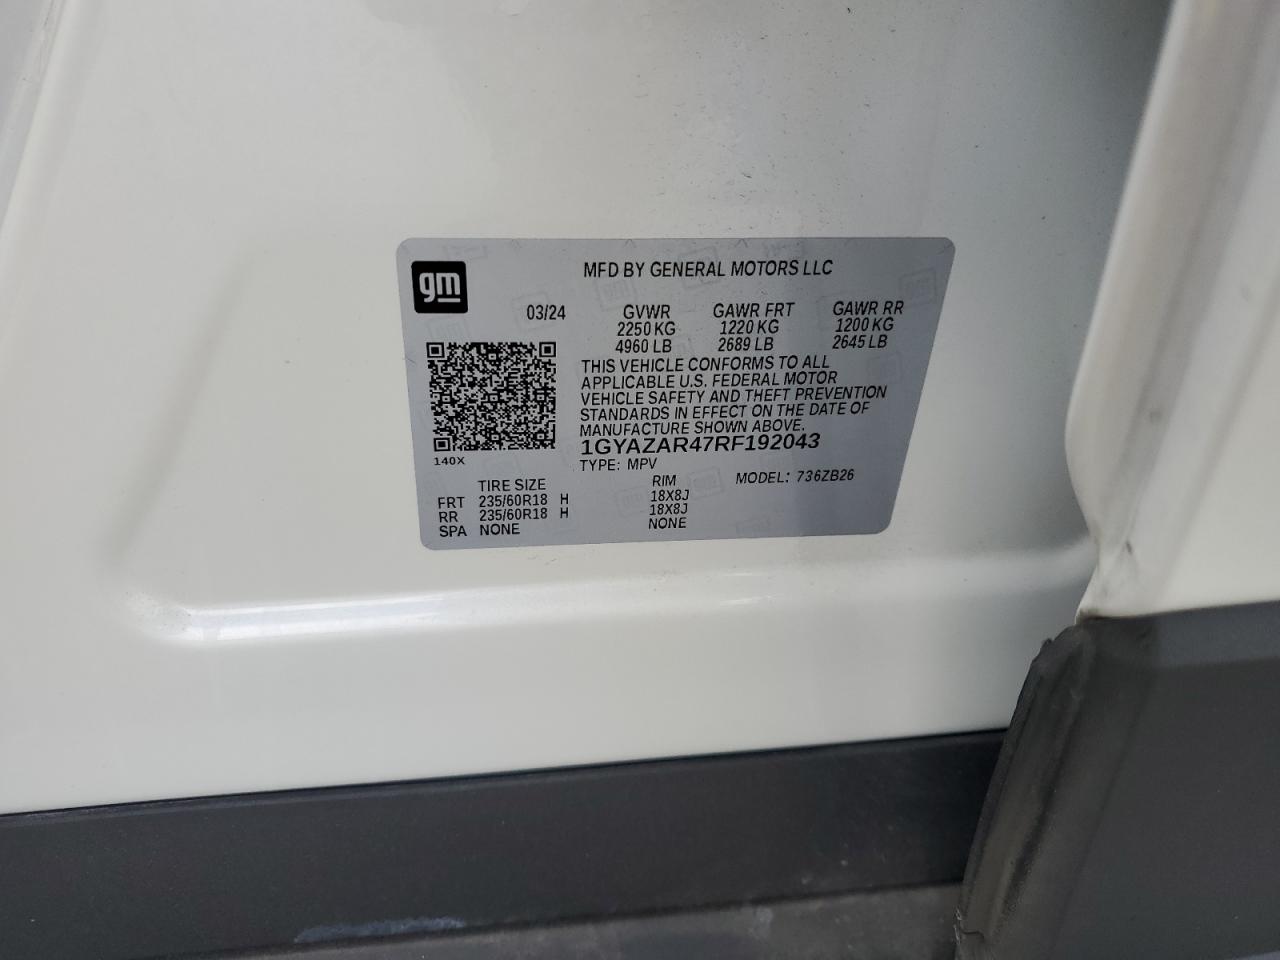 gm
MFD BY GENERAL MOTORS LLC
03/24 GVWR GAWR FRT GAWR RR
2250 KG 1220 KG 1200 KG
4960 LB 2689 LB 2645 LB
THIS VEHICLE CONFORMS TO ALL
APPLICABLE U.S. FEDERAL MOTOR
VEHICLE SAFETY AND THEFT PREVENTION
STANDARDS IN EFFECT ON THE DATE OF
MANUFACTURE SHOWN ABOVE.
1GYAZAR47RF192043
140X
TYPE: MPV MODEL: 736ZB26
TIRE SIZE RIM
FRT 235/60R18 H 18X8J
RR 235/60R18 H 18X8J
SPA NONE NONE